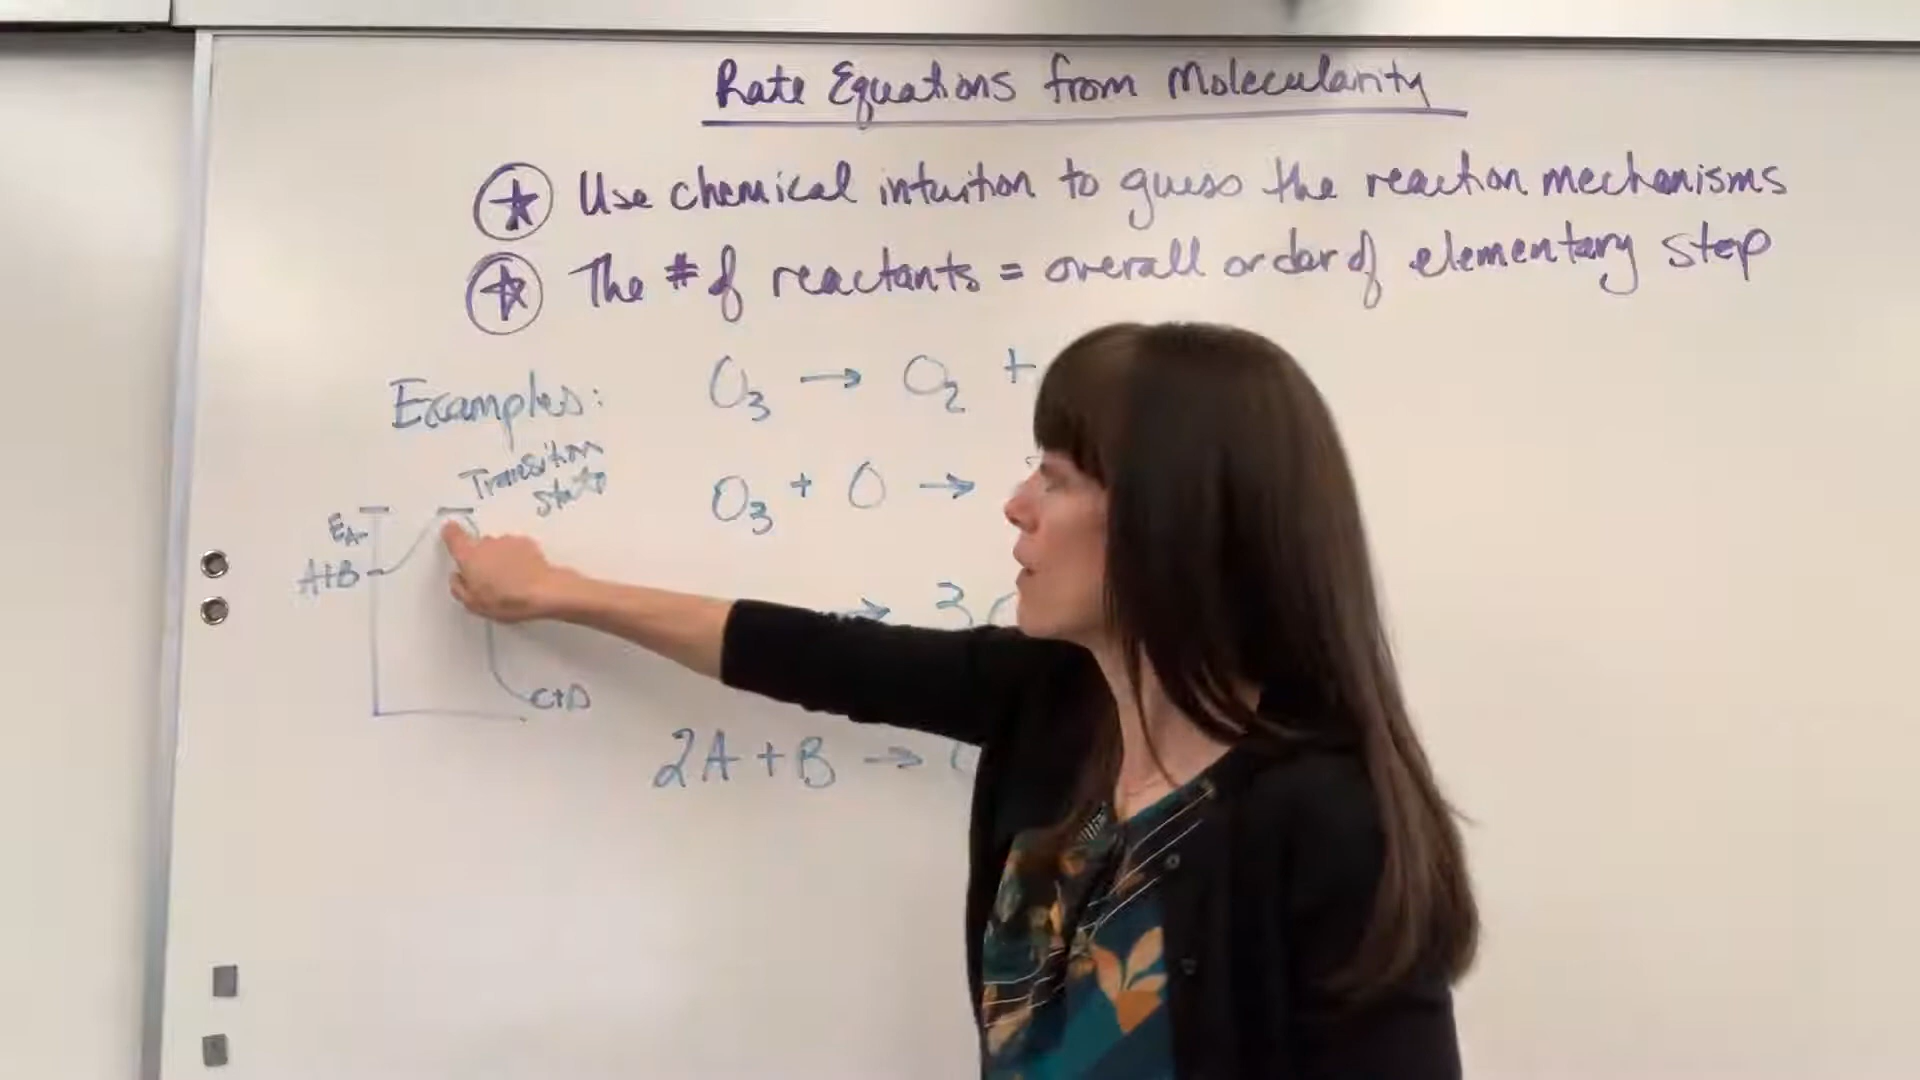 Rate Equations from Molecularity
Use chemical intuition to guess the reaction mechanisms
The # of reactants = overall order of elementary step
Examples:
O₃ → O₂ +
Transition
State
O₃ + O →
EA
A+B
→ 3
C+D
2A + B →